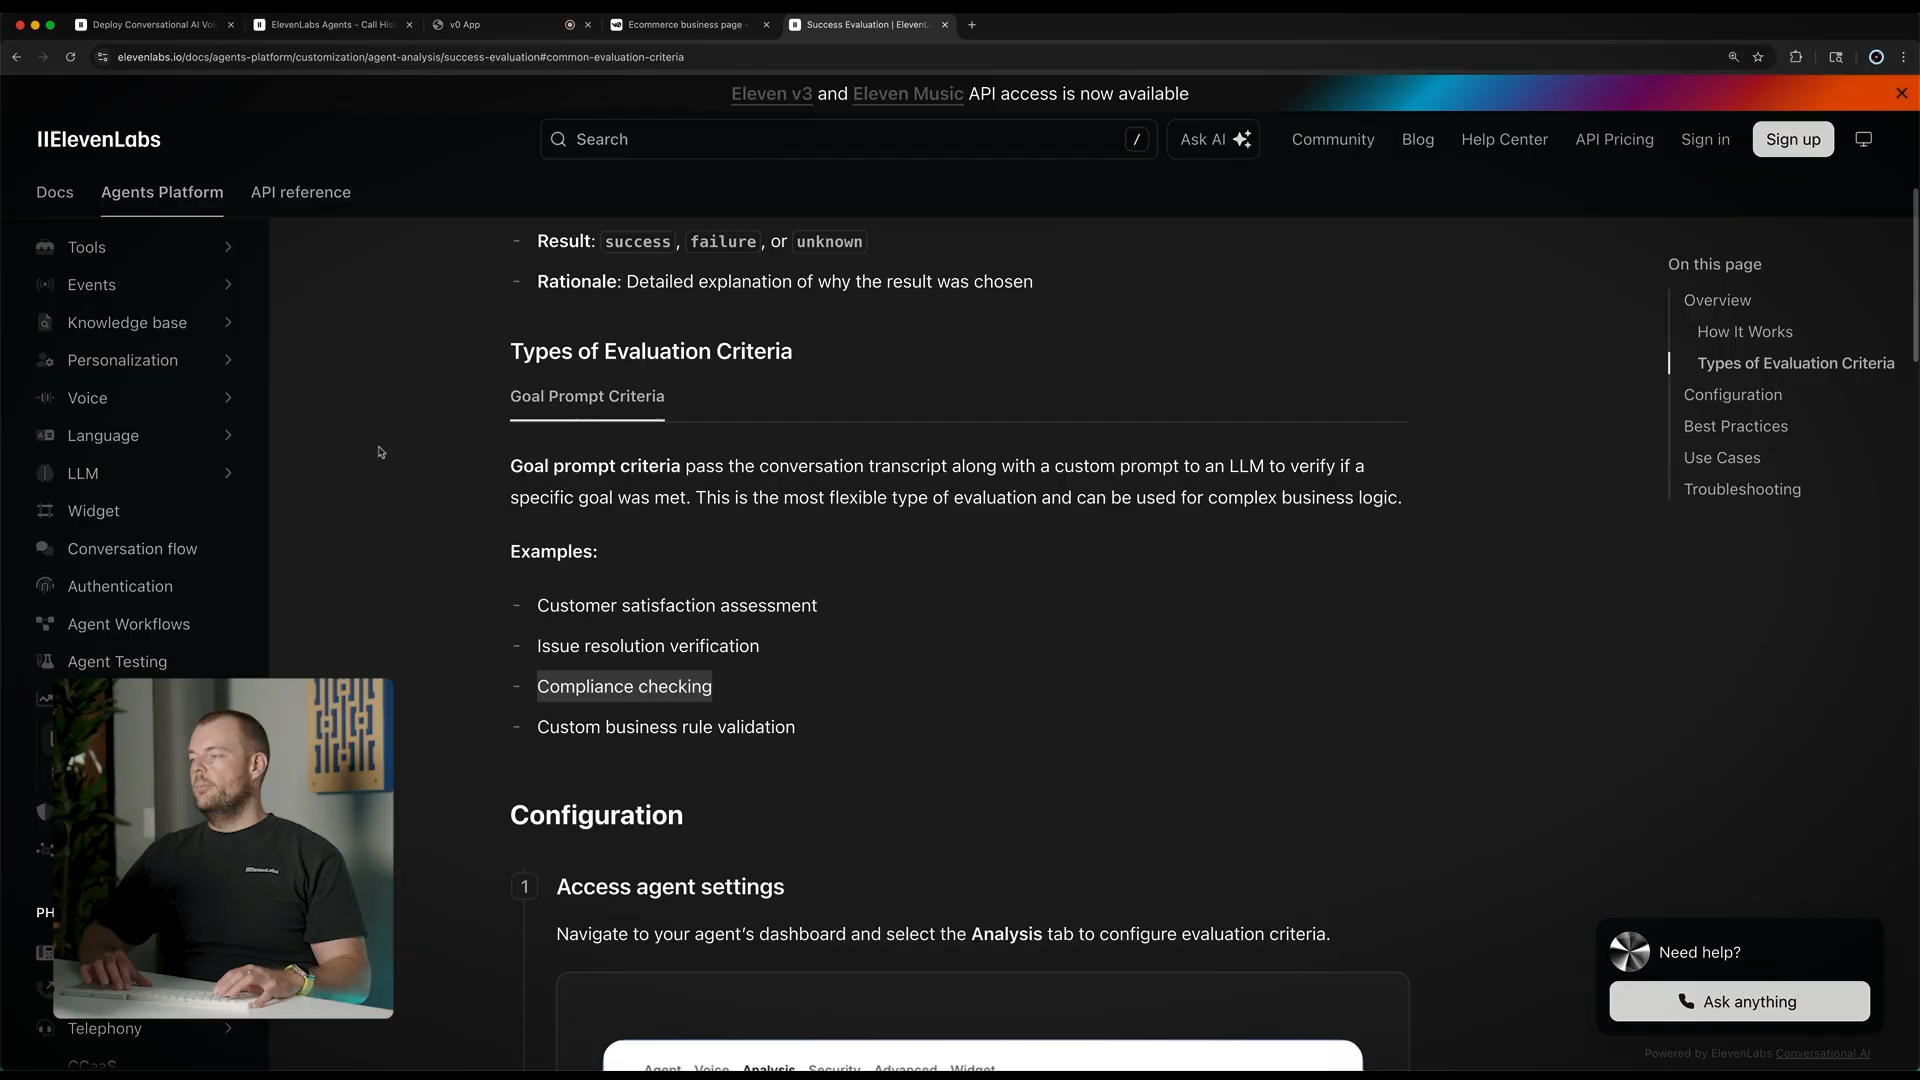 Deploy Conversational AI Voi
ElevenLabs Agents - Call His
v0 App
Ecommerce business page -
Success Evaluation | ElevenL
elevenlabs.io/docs/agents-platform/customization/agent-analysis/success-evaluation#common-evaluation-criteria
Eleven v3 and Eleven Music API access is now available
IIElevenLabs
Search
/
Ask AI
Community
Blog
Help Center
API Pricing
Sign in
Sign up
Docs
Agents Platform
API reference
Tools
Events
Knowledge base
Personalization
Voice
Language
LLM
Widget
Conversation flow
Authentication
Agent Workflows
Agent Testing
PH
Telephony
CCaaS
- Result: success, failure, or unknown
- Rationale: Detailed explanation of why the result was chosen
Types of Evaluation Criteria
Goal Prompt Criteria
Goal prompt criteria pass the conversation transcript along with a custom prompt to an LLM to verify if a
specific goal was met. This is the most flexible type of evaluation and can be used for complex business logic.
Examples:
- Customer satisfaction assessment
- Issue resolution verification
- Compliance checking
- Custom business rule validation
Configuration
1
Access agent settings
Navigate to your agent's dashboard and select the Analysis tab to configure evaluation criteria.
Agent Voice Analysis Security Advanced Widget
On this page
Overview
How It Works
Types of Evaluation Criteria
Configuration
Best Practices
Use Cases
Troubleshooting
Need help?
Ask anything
Powered by ElevenLabs Conversational AI
IIElevenLabs